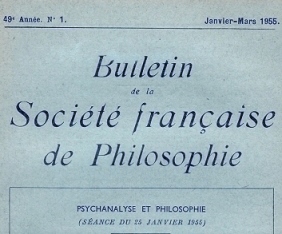 49e Année. N° 1. Janvier-Mars 1955.
Bulletin
de la
Société française
de Philosophie
PSYCHANALYSE ET PHILOSOPHIE
(SÉANCE DU 25 JANVIER 1955)